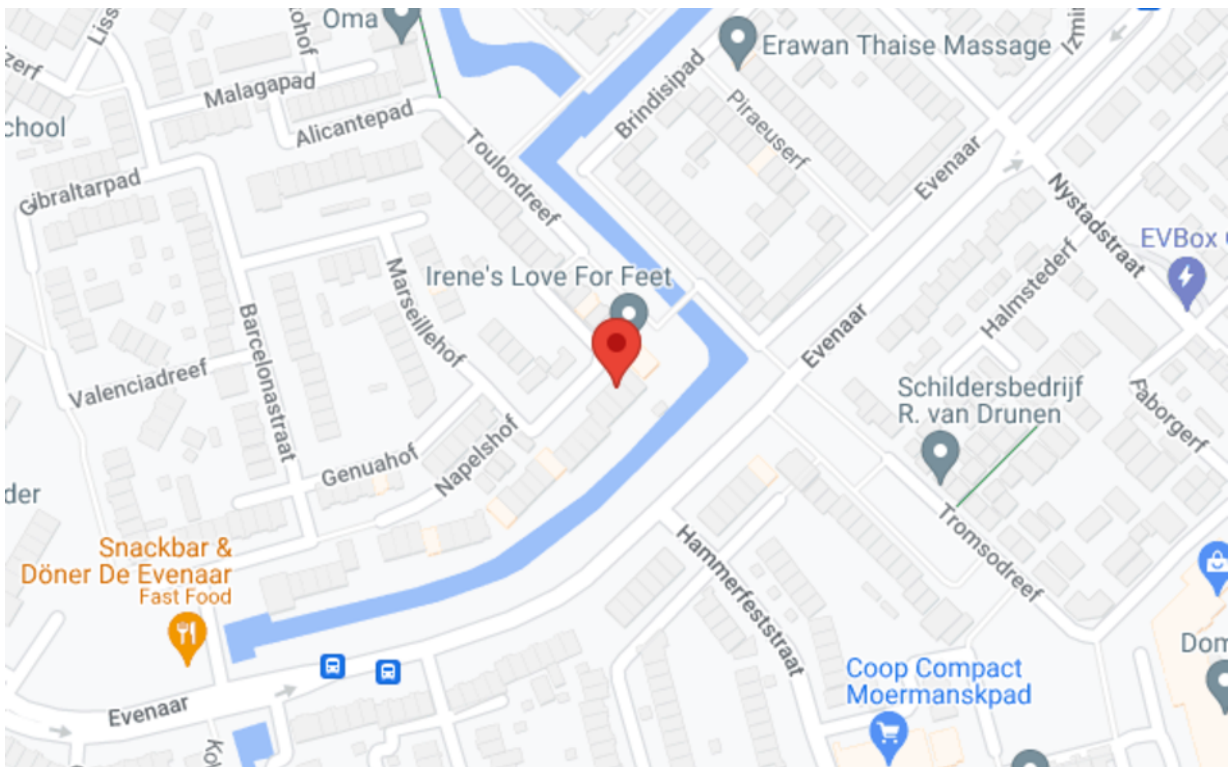 Oma
Erawan Thaise Massage
Malagapad
Alicantepad
chool
Gibraltarpad
Toulondreef
Brindisipad
Piraeuserf
Evenaar
Nystadstraat
EVBox
Irene's Love For Feet
Marseillehof
Barcelonastraat
Halmstederf
Evenaar
Valenciadreef
Schildersbedrijf
R. van Drunen
Faborgerf
Genuahof
Napelshof
der
Snackbar &
Döner De Evenaar
Fast Food
Hammerfeststraat
Tromsodreef
Coop Compact
Moermanskpad
Dom
Evenaar